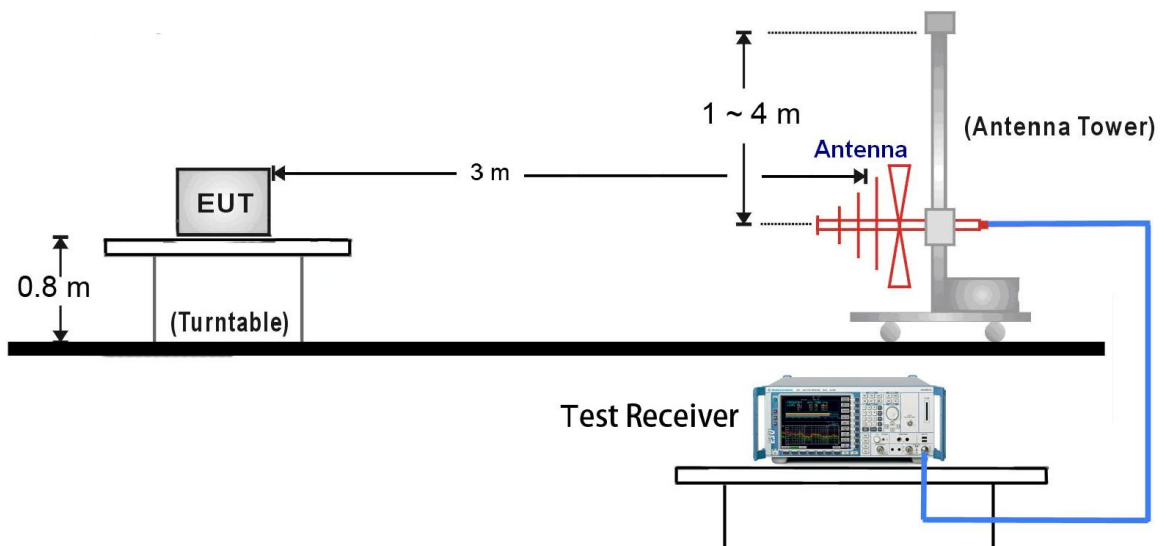 1 ~ 4 m
(Antenna Tower)
Antenna
3 m
EUT
0.8 m
(Turntable)
Test Receiver